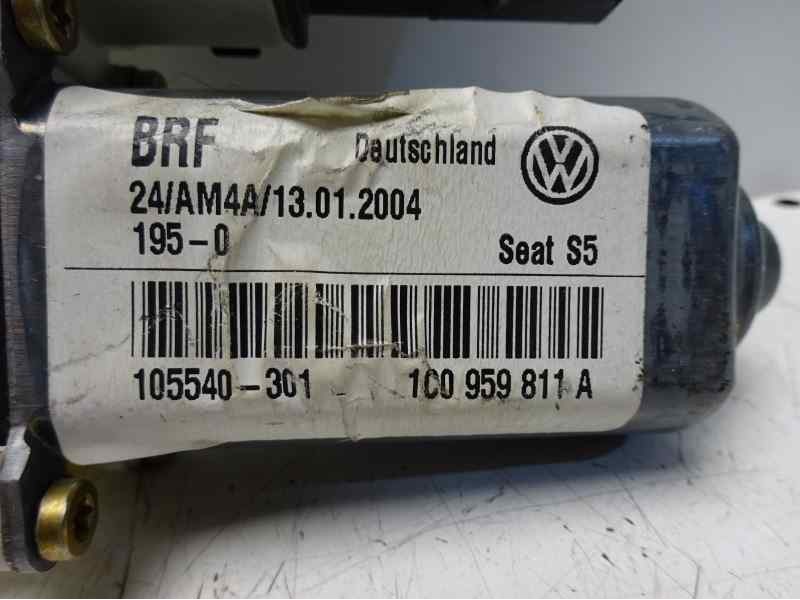 BRF Deutschland
24/AM4A/13.01.2004
195-0 Seat S5
105540-301 1C0 959 811 A